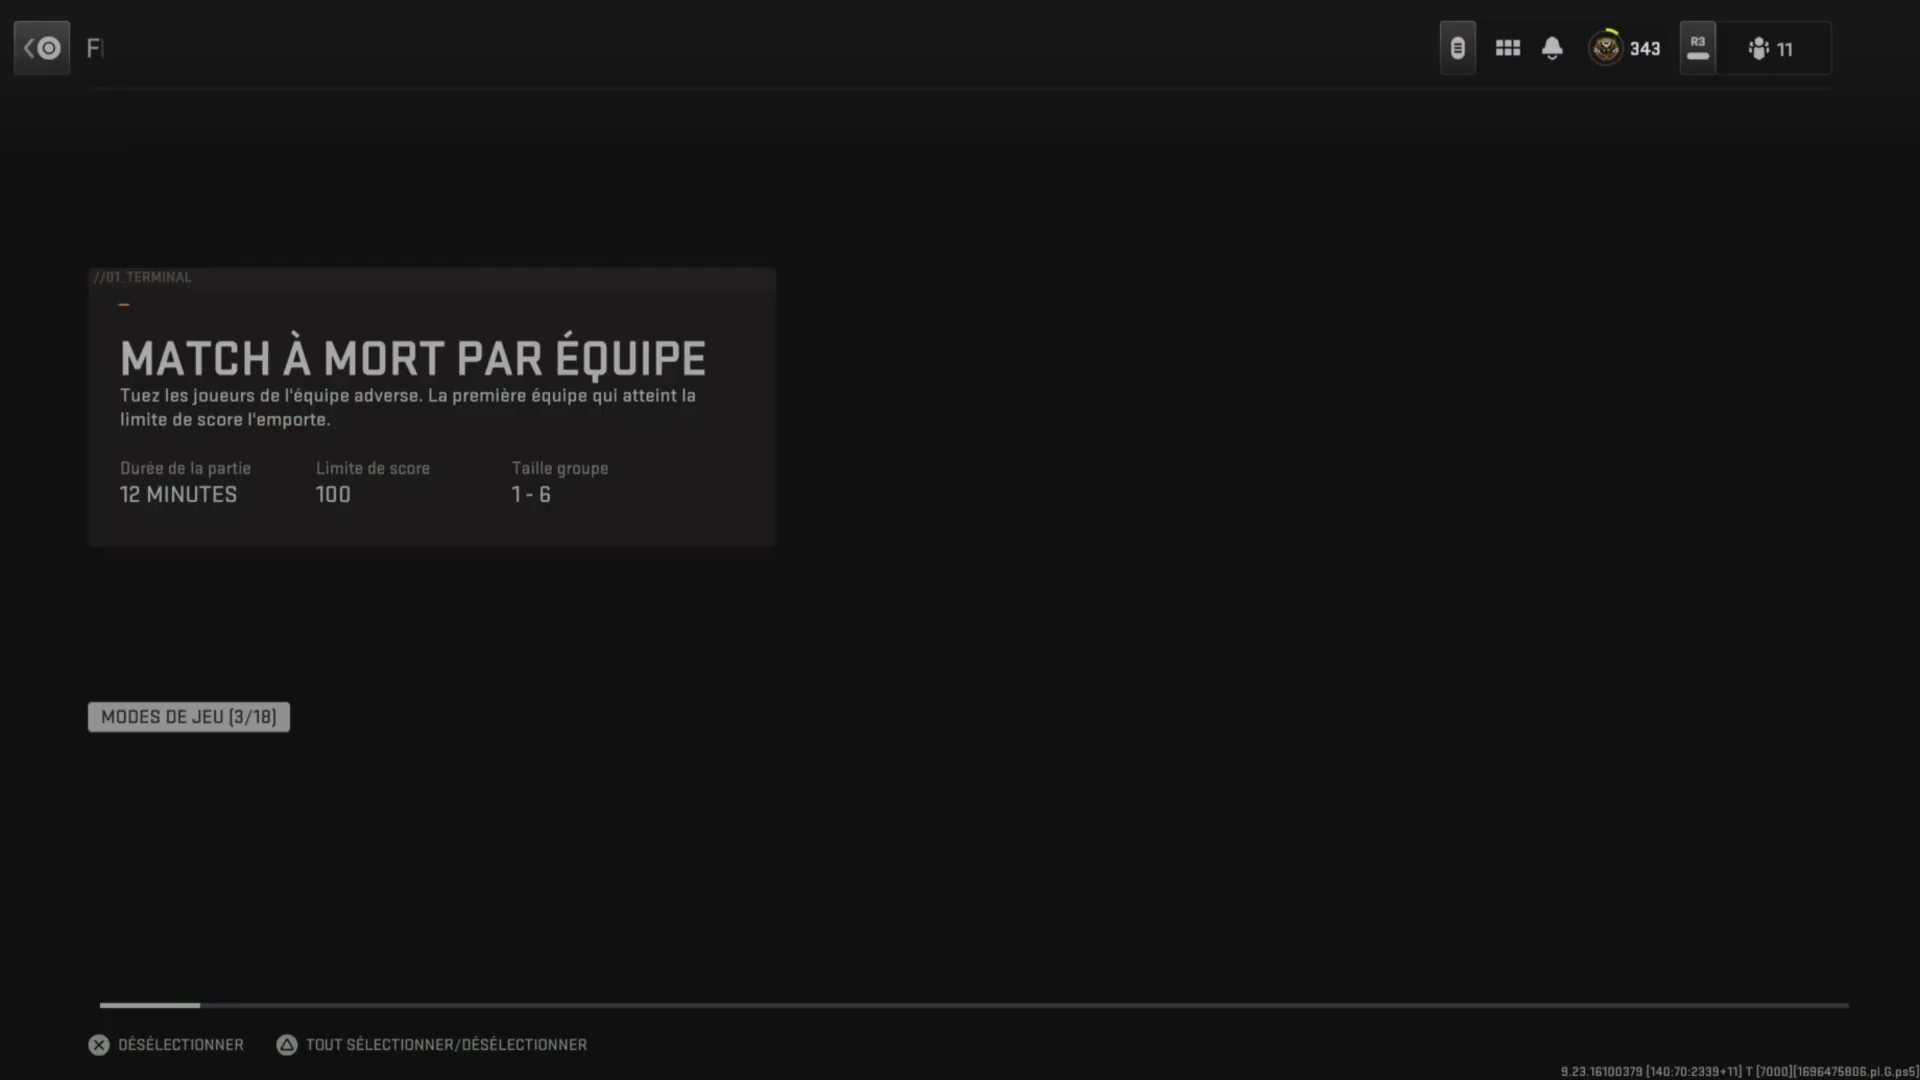 F
343
R3
11
//01_TERMINAL
MATCH À MORT PAR ÉQUIPE
Tuez les joueurs de l'équipe adverse. La première équipe qui atteint la
limite de score l'emporte.
Durée de la partie
12 MINUTES
Limite de score
100
Taille groupe
1 - 6
MODES DE JEU (3/18)
DÉSÉLECTIONNER
TOUT SÉLECTIONNER/DÉSÉLECTIONNER
9.23.16100379 [140:70:2339+11] T [7000][1696475806.pl.G.ps5]